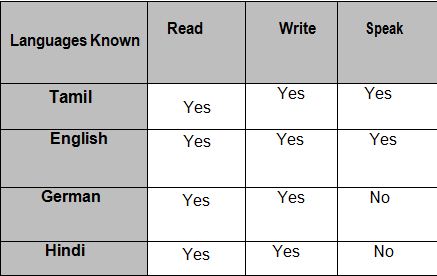 Languages Known Read Write Speak
Tamil Yes Yes Yes
English Yes Yes Yes
German Yes Yes No
Hindi Yes Yes No